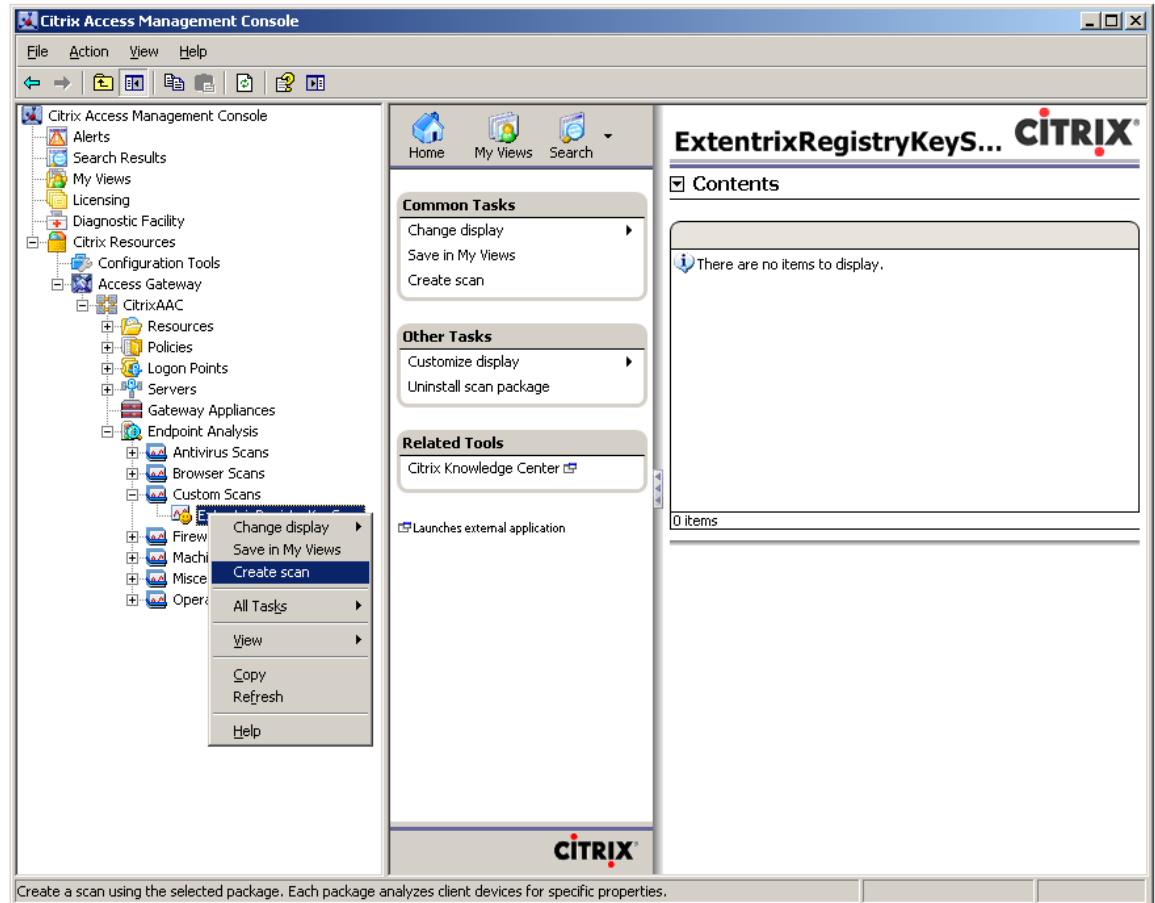 Citrix Access Management Console
File Action View Help
Citrix Access Management Console
Alerts
Search Results
My Views
Licensing
Diagnostic Facility
Citrix Resources
Configuration Tools
Access Gateway
CitrixAAC
Resources
Policies
Logon Points
Servers
Gateway Appliances
Endpoint Analysis
Antivirus Scans
Browser Scans
Custom Scans
Firew
Machi
Misce
Opera
Change display
Save in My Views
Create scan
All Tasks
View
Copy
Refresh
Help
Home My Views Search
Common Tasks
Change display
Save in My Views
Create scan
Other Tasks
Customize display
Uninstall scan package
Related Tools
Citrix Knowledge Center
Launches external application
CITRIX
ExtentrixRegistryKeyS... CITRIX
Contents
There are no items to display.
0 items
Create a scan using the selected package. Each package analyzes client devices for specific properties.